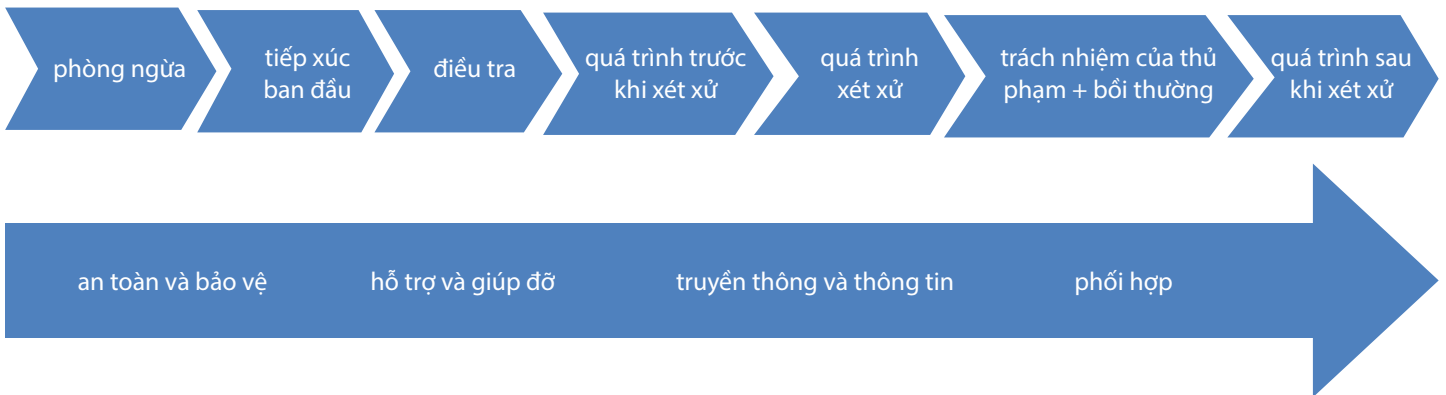 phòng ngừa
tiếp xúc
ban đầu
điều tra
quá trình trước
khi xét xử
quá trình
xét xử
trách nhiệm của thủ
phạm + bồi thường
quá trình sau
khi xét xử
an toàn và bảo vệ
hỗ trợ và giúp đỡ
truyền thông và thông tin
phối hợp